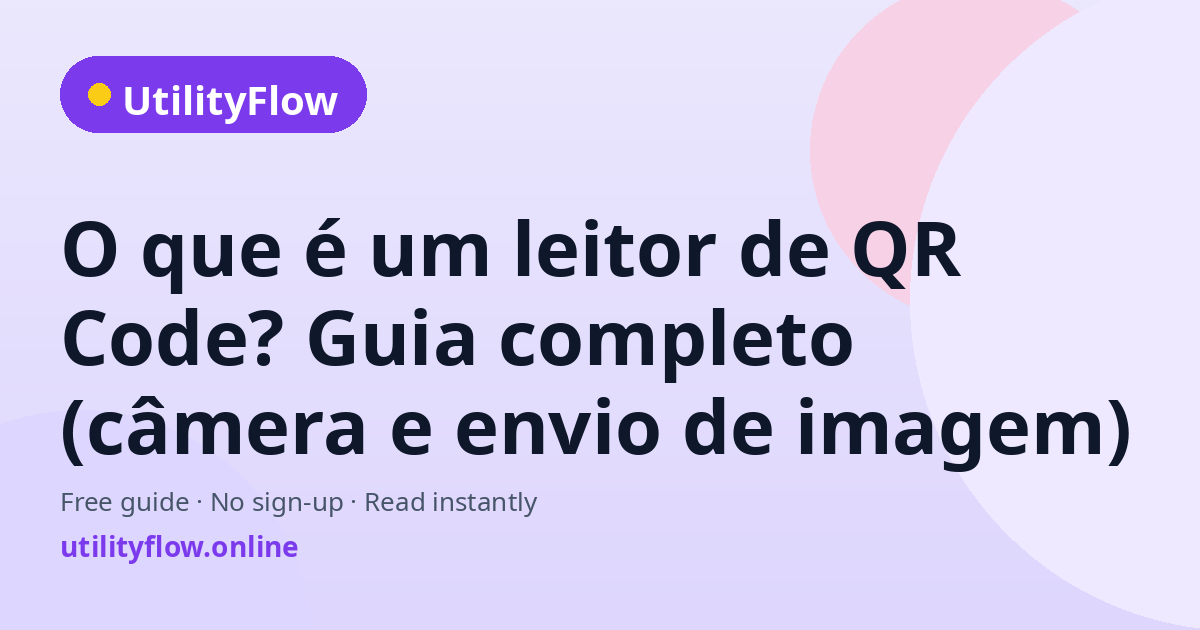 UtilityFlow
O que é um leitor de QR
Code? Guia completo
(câmera e envio de imagem)
Free guide · No sign-up · Read instantly
utilityflow.online